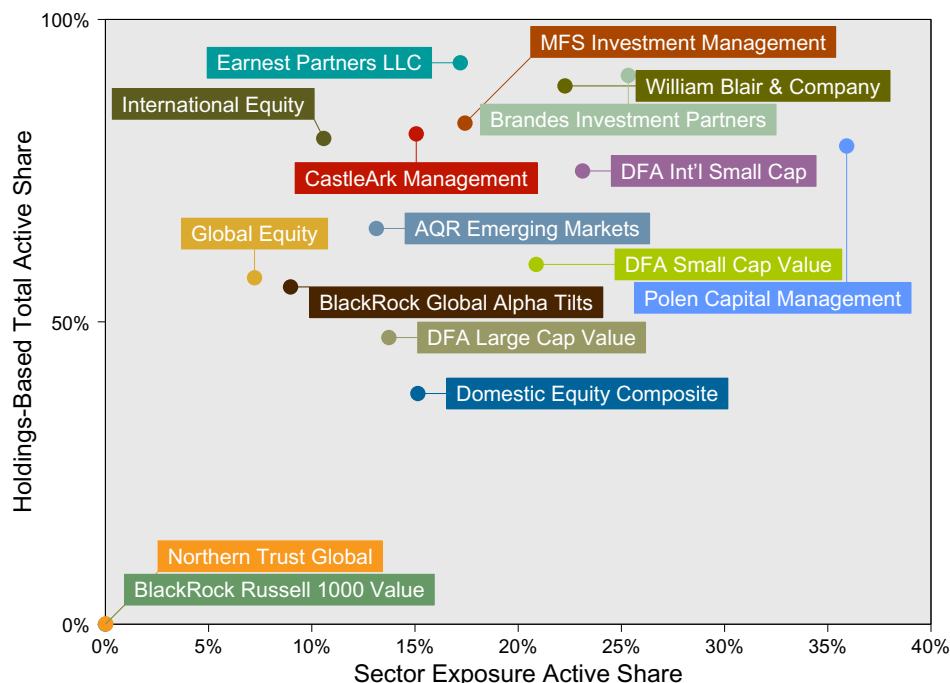 100%
MFS Investment Management
Earnest Partners LLC
William Blair & Company
International Equity
Brandes Investment Partners
CastleArk Management
DFA Int'l Small Cap
Global Equity
AQR Emerging Markets
DFA Small Cap Value
BlackRock Global Alpha Tilts
Polen Capital Management
50%
DFA Large Cap Value
Domestic Equity Composite
Holdings-Based Total Active Share
Northern Trust Global
BlackRock Russell 1000 Value
0%
0% 5% 10% 15% 20% 25% 30% 35% 40%
Sector Exposure Active Share